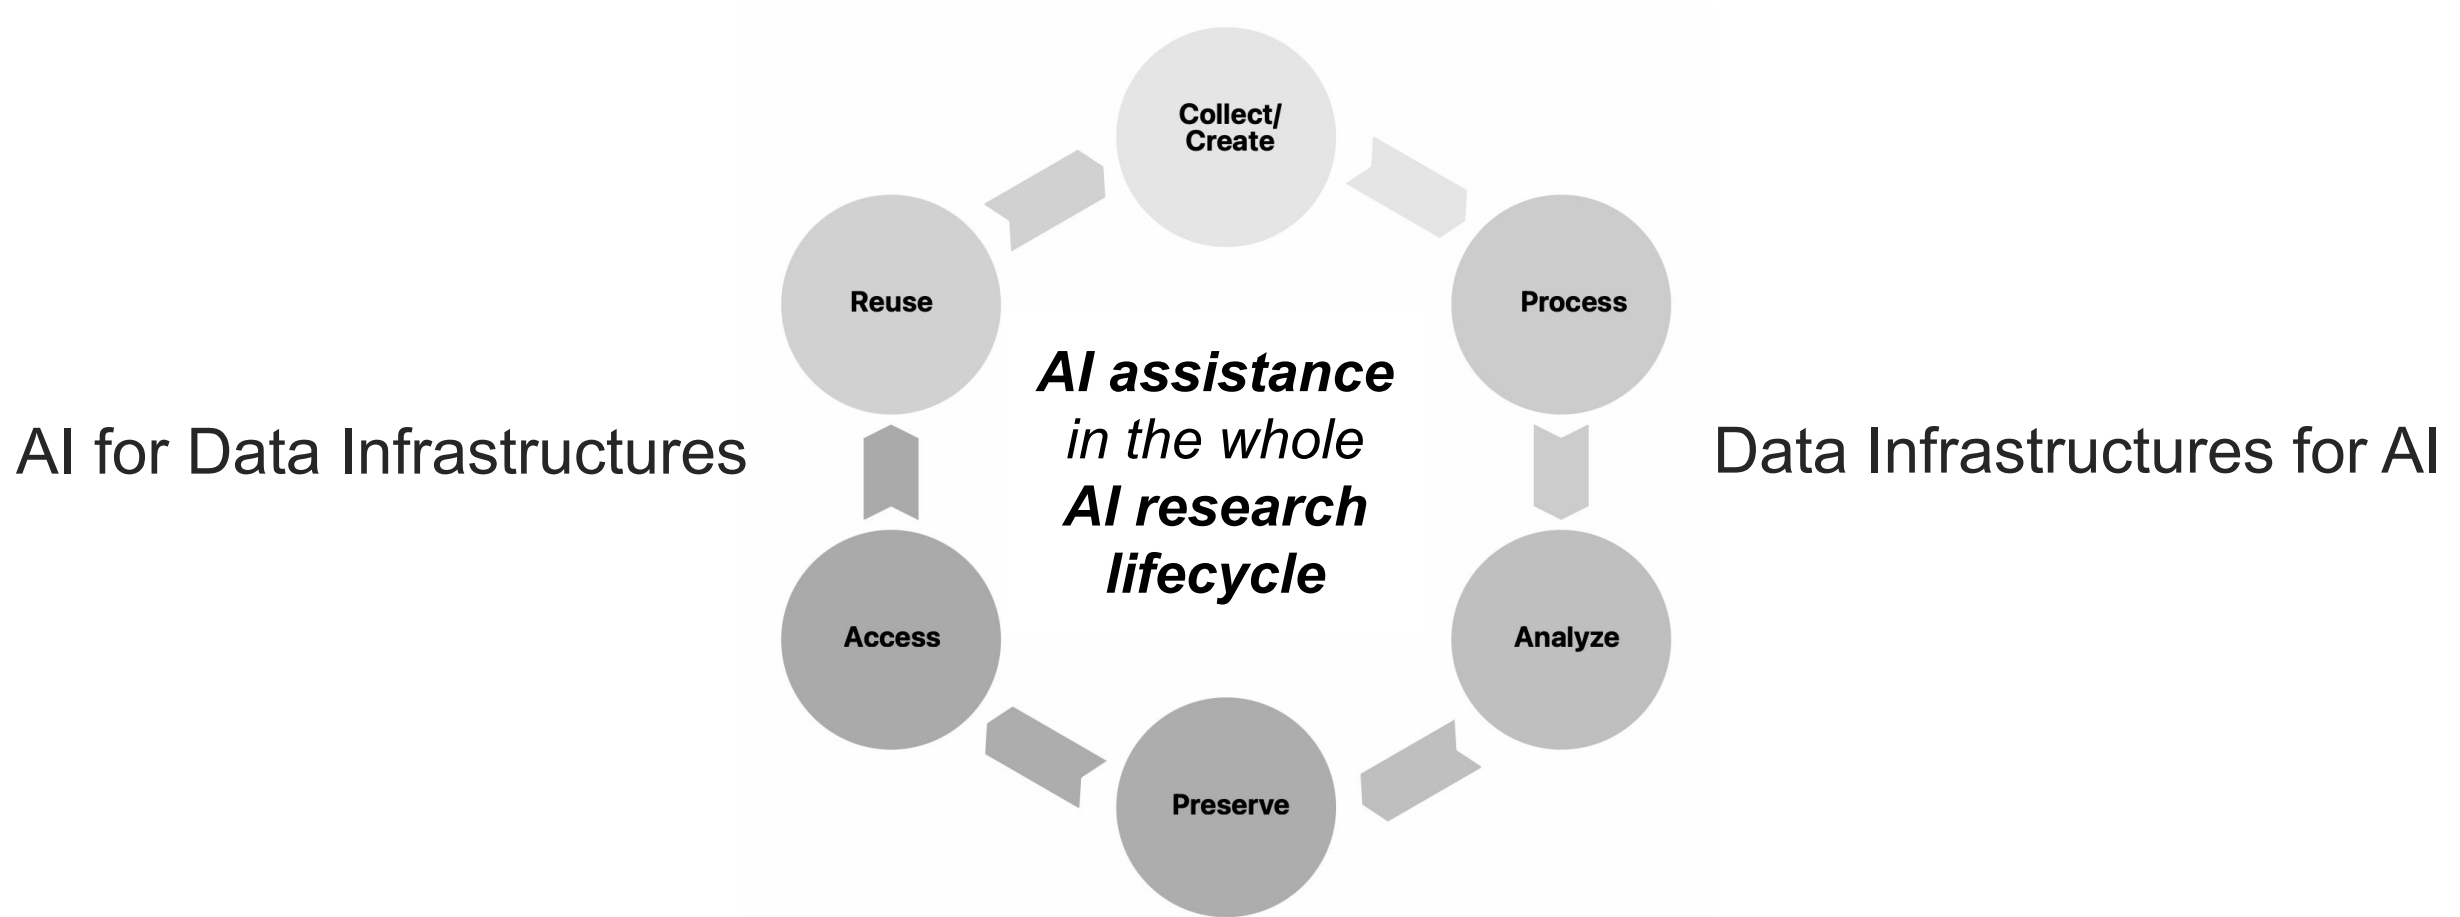 Collect/
Create
Reuse
Process
AI assistance
in the whole
AI research
lifecycle
AI for Data Infrastructures
Data Infrastructures for AI
Access
Analyze
Preserve